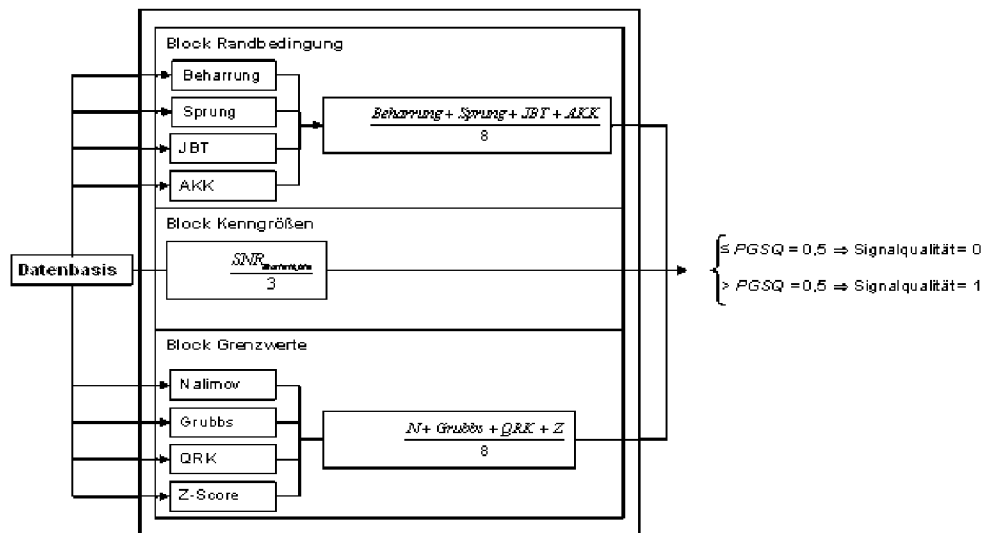 Block Randbedingung
Beharrung
Sprung
JBT
AKK
Beharrung + Sprung + JBT + AKK
8
Block Kenngrößen
Datenbasis
SNR
3
≤ PGSQ = 0,5 ⇒ Signalqualität = 0
> PGSQ = 0,5 ⇒ Signalqualität = 1
Block Grenzwerte
Nalimov
Grubbs
QRK
Z-Score
N + Grubbs + QRK + Z
8